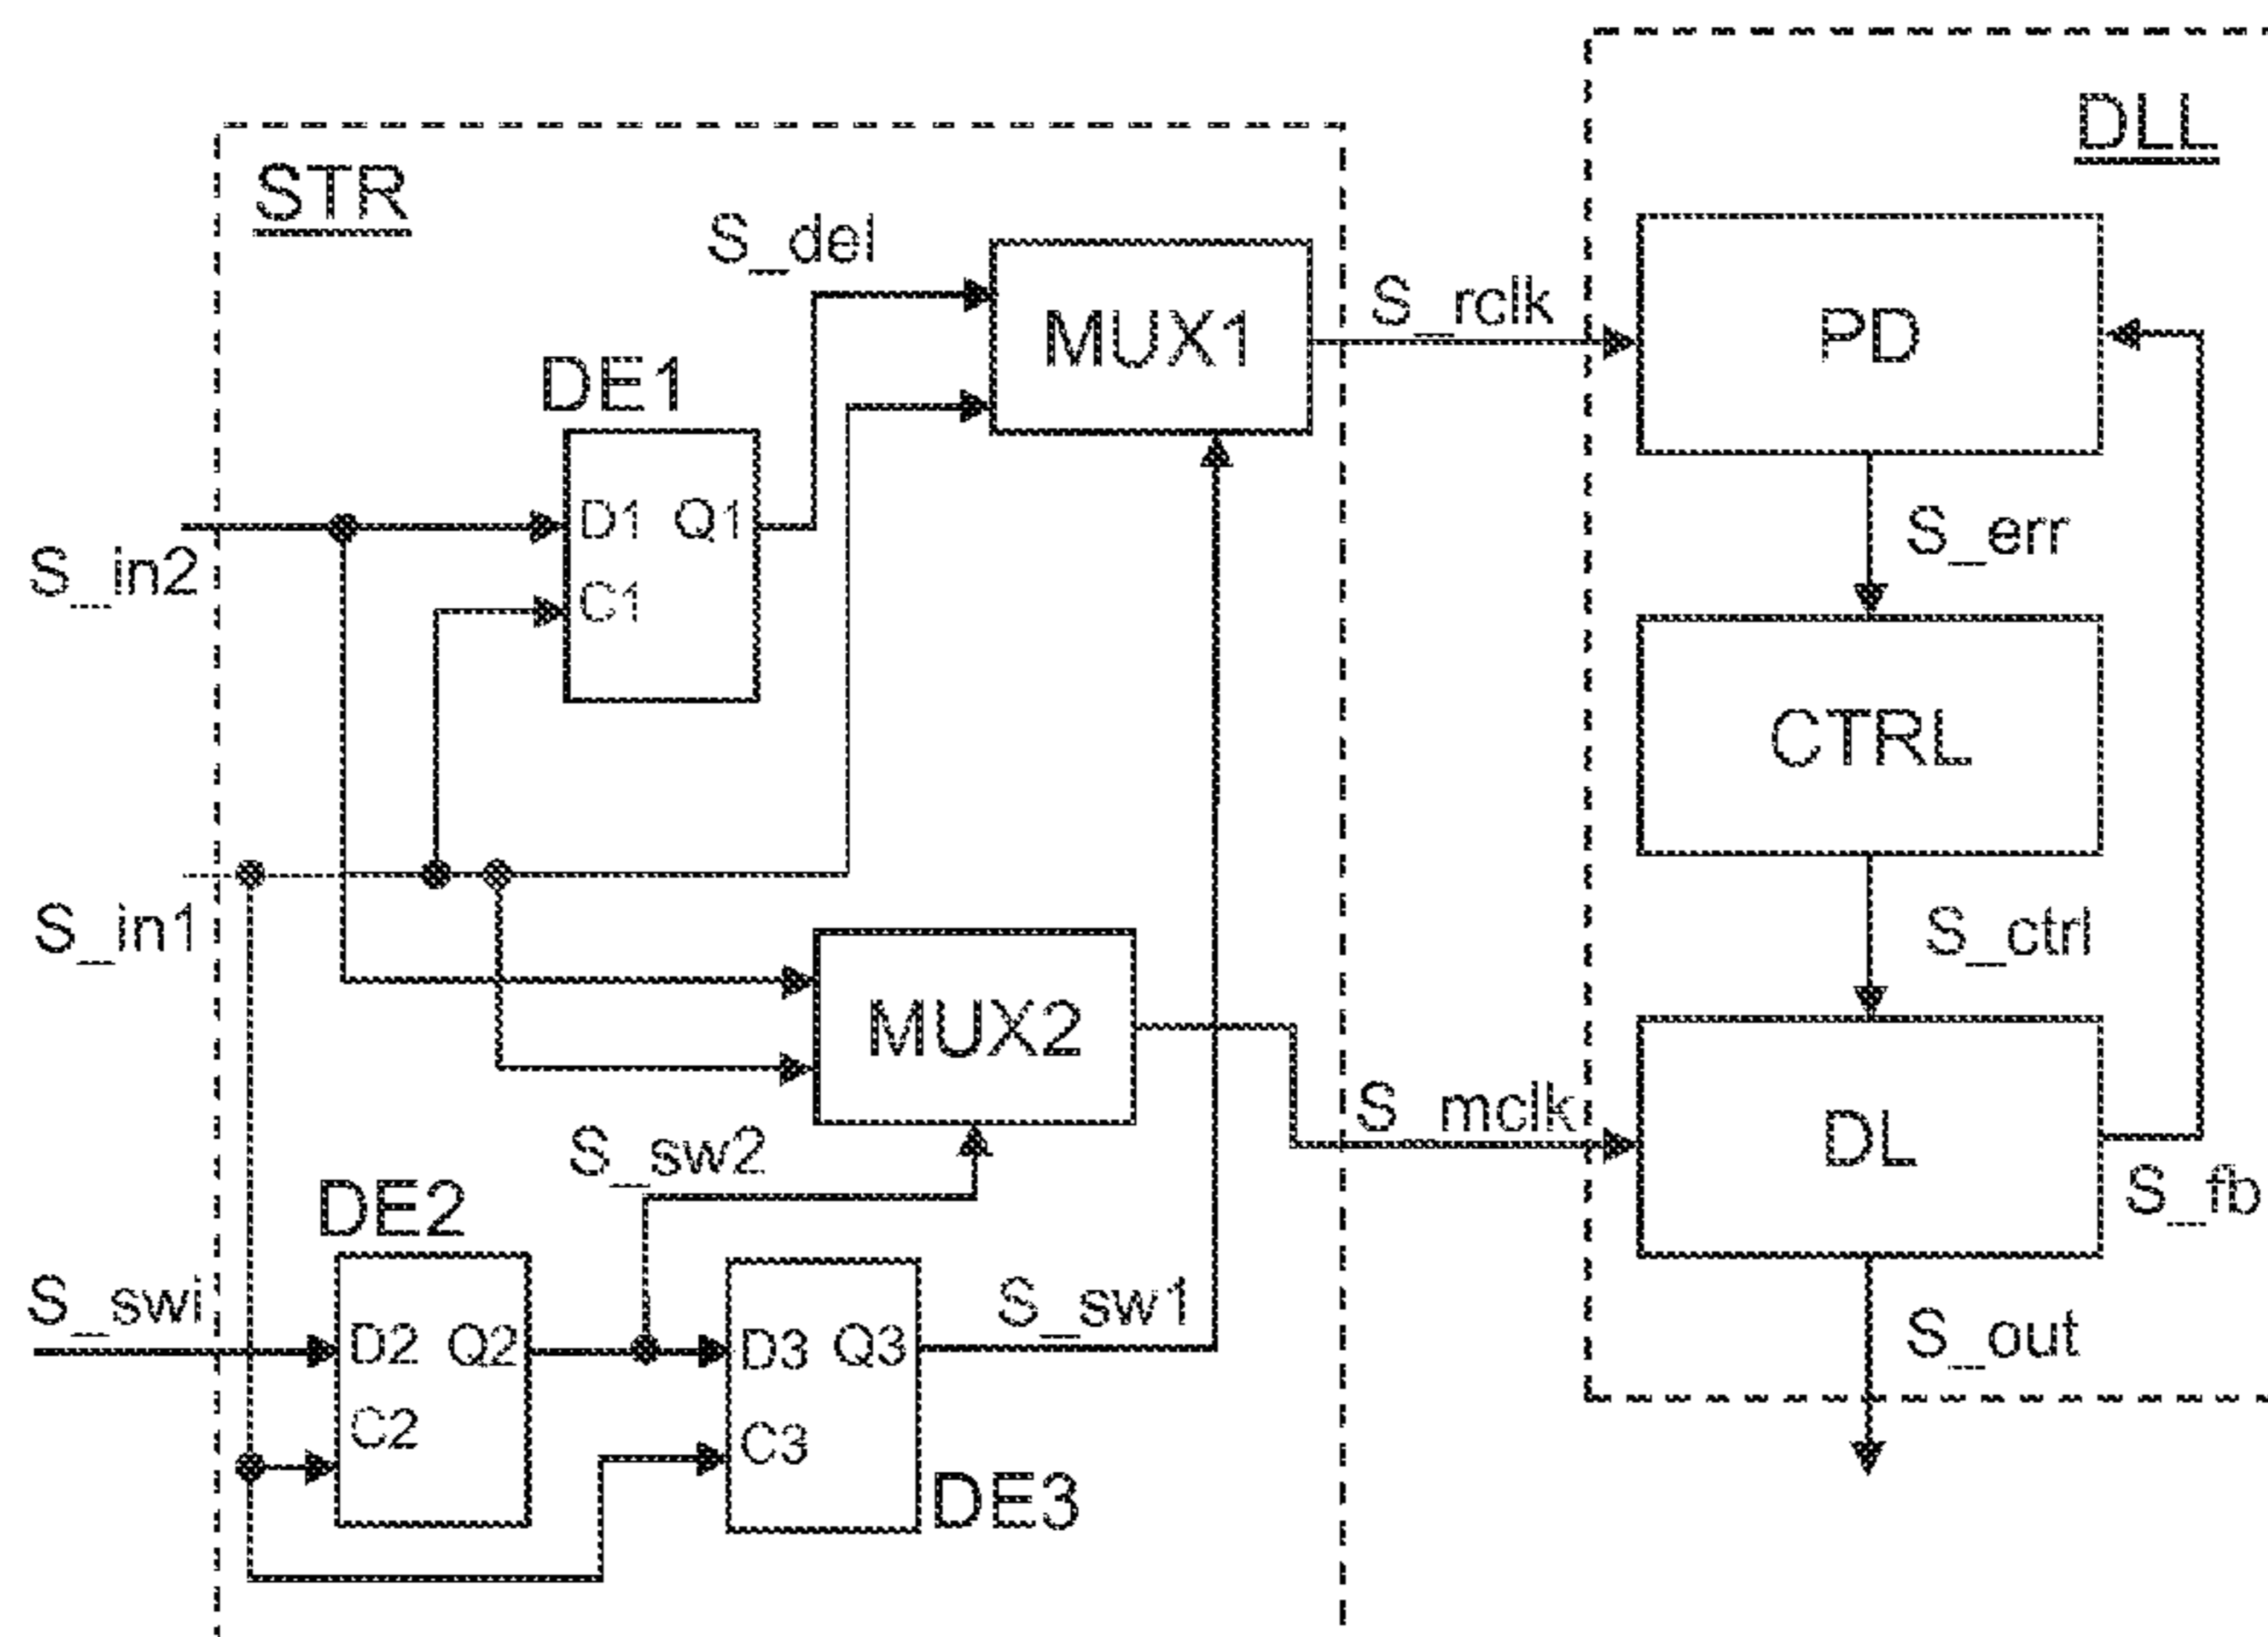 DLL
STR
S_del
MUX1
S_rclk
PD
DE1
D1 Q1
C1
S_in2
S_err
CTRL
S_in1
S_ctrl
MUX2
S_mclk
DL
S_sw2
S_fb
DE2
S_swi
D2 Q2
C2
D3 Q3
C3
S_sw1
S_out
DE3